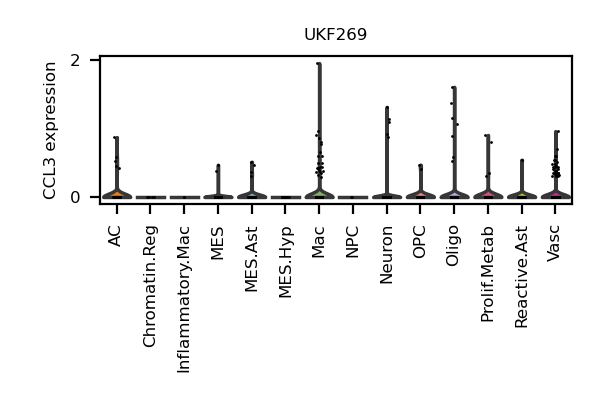 UKF269
CCL3 expression
2
0
AC
Chromatin.Reg
Inflammatory.Mac
MES
MES.Ast
MES.Hyp
Mac
NPC
Neuron
OPC
Oligo
Prolif.Metab
Reactive.Ast
Vasc